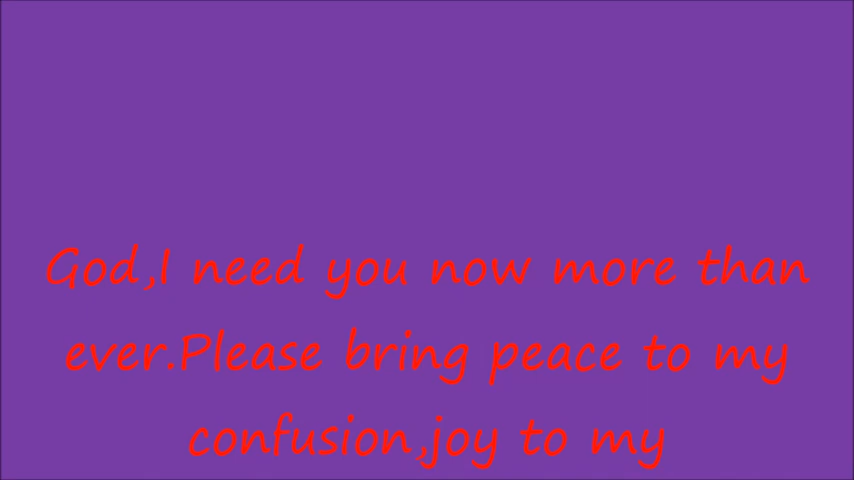 God,I need you now more than
ever.Please bring peace to my
confusion,joy to my